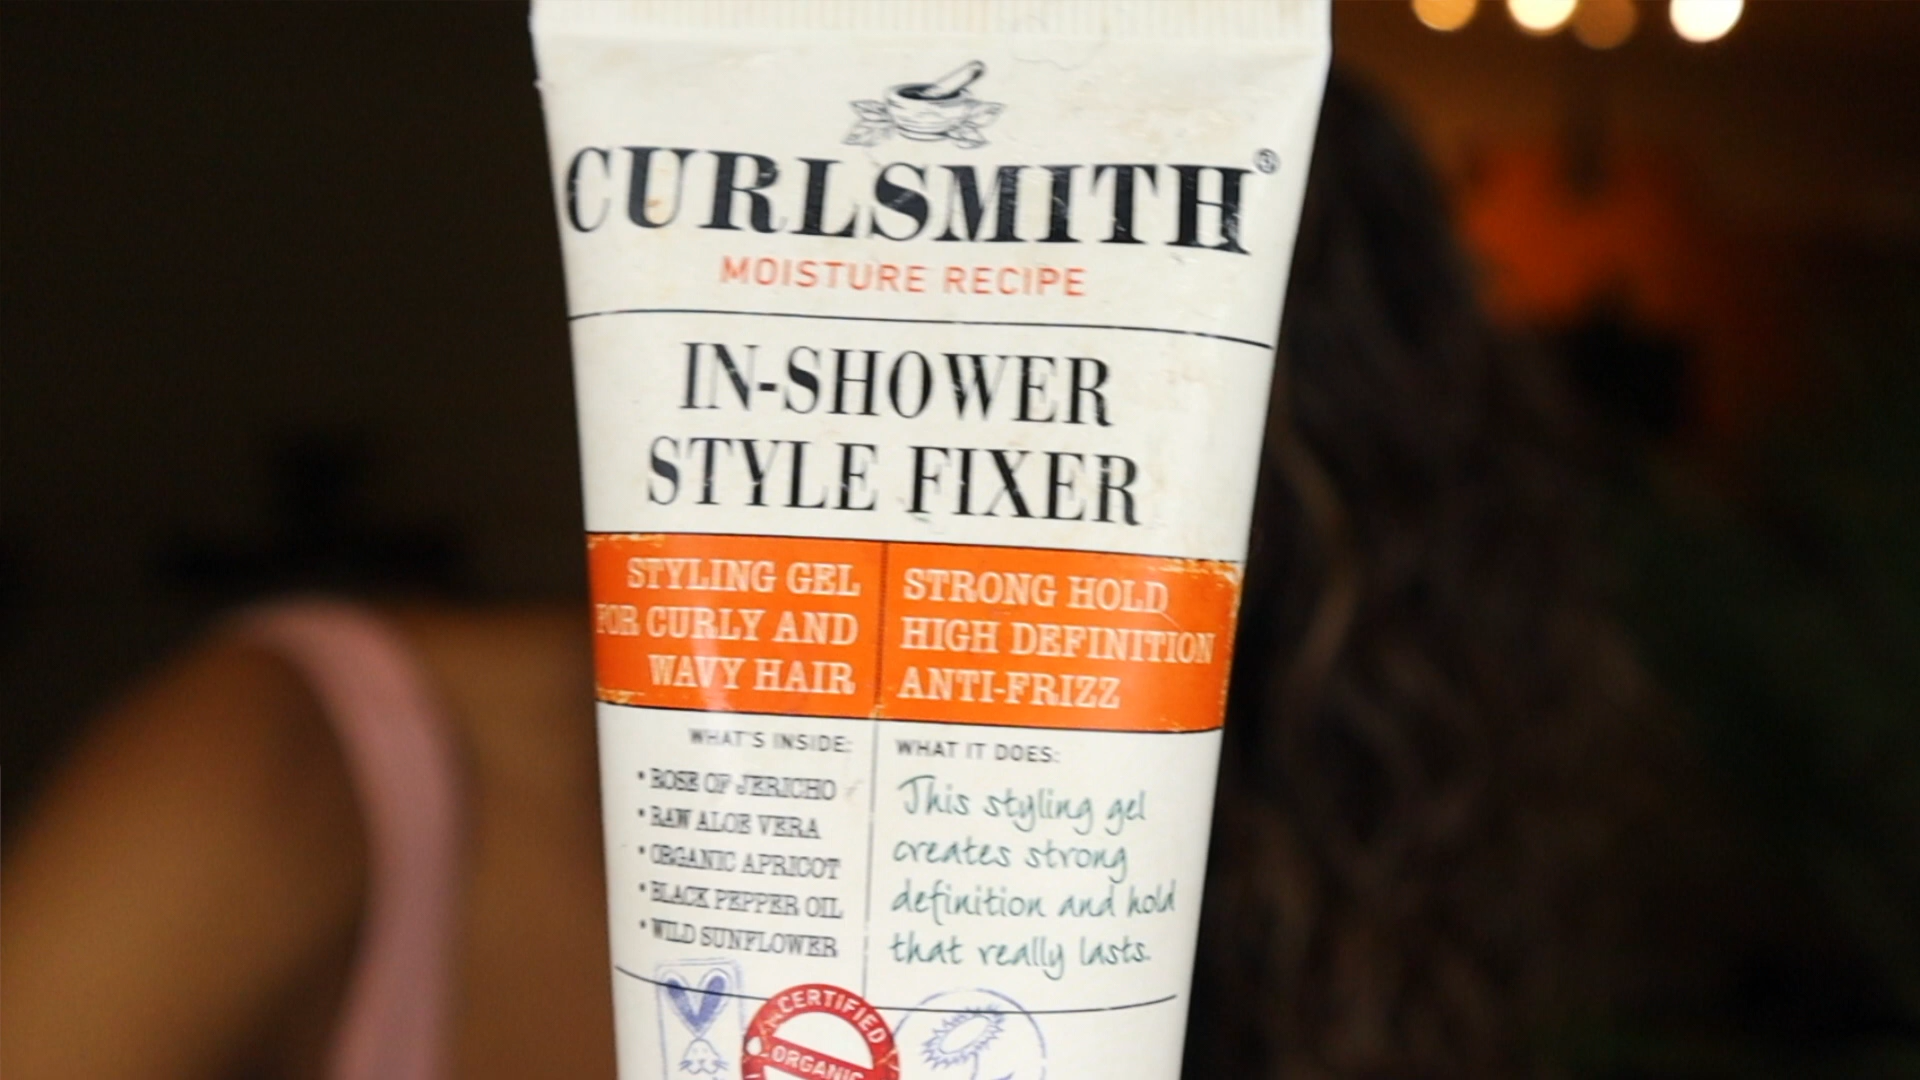 CURLSMITH®
MOISTURE RECIPE
IN-SHOWER
STYLE FIXER
STYLING GEL
FOR CURLY AND
WAVY HAIR
STRONG HOLD
HIGH DEFINITION
ANTI-FRIZZ
WHAT'S INSIDE:
• ROSE OF JERICHO
• RAW ALOE VERA
• ORGANIC APRICOT
• BLACK PEPPER OIL
• WILD SUNFLOWER
WHAT IT DOES:
This styling gel
creates strong
definition and hold
that really lasts.
CERTIFIED
ORGANIC